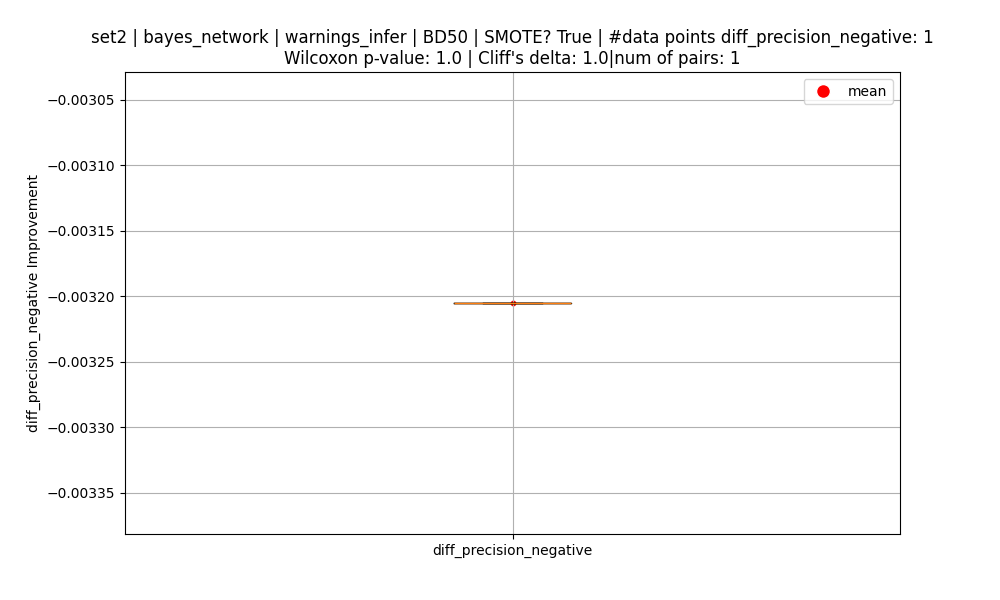 set2 | bayes_network | warnings_infer | BD50 | SMOTE? True | #data points diff_precision_negative: 1
Wilcoxon p-value: 1.0 | Cliff's delta: 1.0|num of pairs: 1
mean
−0.00305
−0.00310
−0.00315
−0.00320
−0.00325
−0.00330
−0.00335
diff_precision_negative Improvement
diff_precision_negative